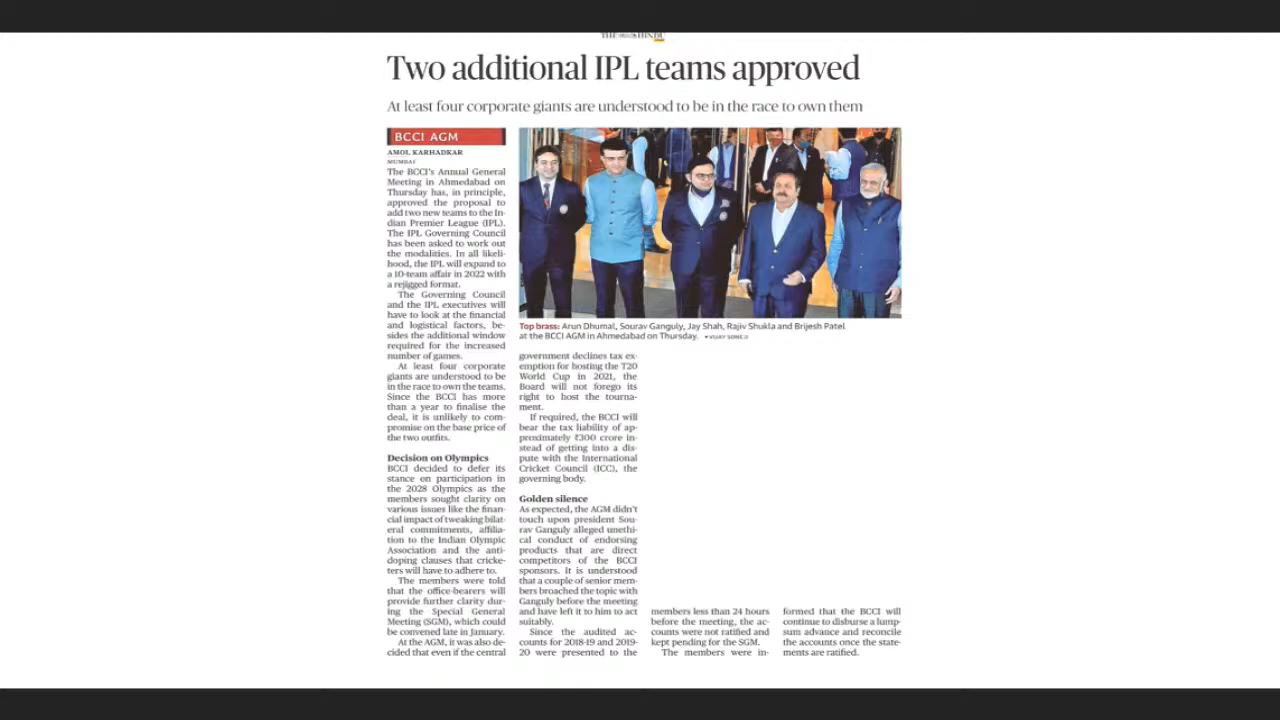 THE HINDU
Two additional IPL teams approved
At least four corporate giants are understood to be in the race to own them
BCCI AGM
AMOL KARHADKAR
MUMBAI
The BCCI's Annual General
Meeting in Ahmedabad on
Thursday has, in principle,
approved the proposal to
add two new teams to the In-
dian Premier League (IPL).
The IPL Governing Council
has been asked to work out
the modalities. In all likeli-
hood, the IPL will expand to
a 10-team affair in 2022 with
a rejigged format.
The Governing Council
and the IPL executives will
have to look at the financial
and logistical factors, be-
sides the additional window
required for the increased
number of games.
At least four corporate
giants are understood to be
in the race to own the teams.
Since the BCCI has more
than a year to finalise the
deal, it is unlikely to com-
promise on the base price of
the two outfits.
Decision on Olympics
BCCI decided to defer its
stance on participation in
the 2028 Olympics as the
members sought clarity on
various issues like the finan-
cial impact of tweaking bilat-
eral commitments, affilia-
tion to the Indian Olympic
Association and the anti-
doping clauses that cricke-
ters will have to adhere to.
The members were told
that the office-bearers will
provide further clarity dur-
ing the Special General
Meeting (SGM), which could
be convened late in January.
At the AGM, it was also de-
cided that even if the central
Top brass: Arun Dhumal, Sourav Ganguly, Jay Shah, Rajiv Shukla and Brijesh Patel
at the BCCI AGM in Ahmedabad on Thursday. VIJAY SONEJI
government declines tax ex-
emption for hosting the T20
World Cup in 2021, the
Board will not forego its
right to host the tourna-
ment.
If required, the BCCI will
bear the tax liability of ap-
proximately ₹300 crore in-
stead of getting into a dis-
pute with the International
Cricket Council (ICC), the
governing body.
Golden silence
As expected, the AGM didn't
touch upon president Sou-
rav Ganguly alleged unethi-
cal conduct of endorsing
products that are direct
competitors of the BCCI
sponsors. It is understood
that a couple of senior mem-
bers broached the topic with
Ganguly before the meeting
and have left it to him to act
suitably.
Since the audited ac-
counts for 2018-19 and 2019-
20 were presented to the
members less than 24 hours
before the meeting, the ac-
counts were not ratified and
kept pending for the SGM.
The members were in-
formed that the BCCI will
continue to disburse a lump-
sum advance and reconcile
the accounts once the state-
ments are ratified.